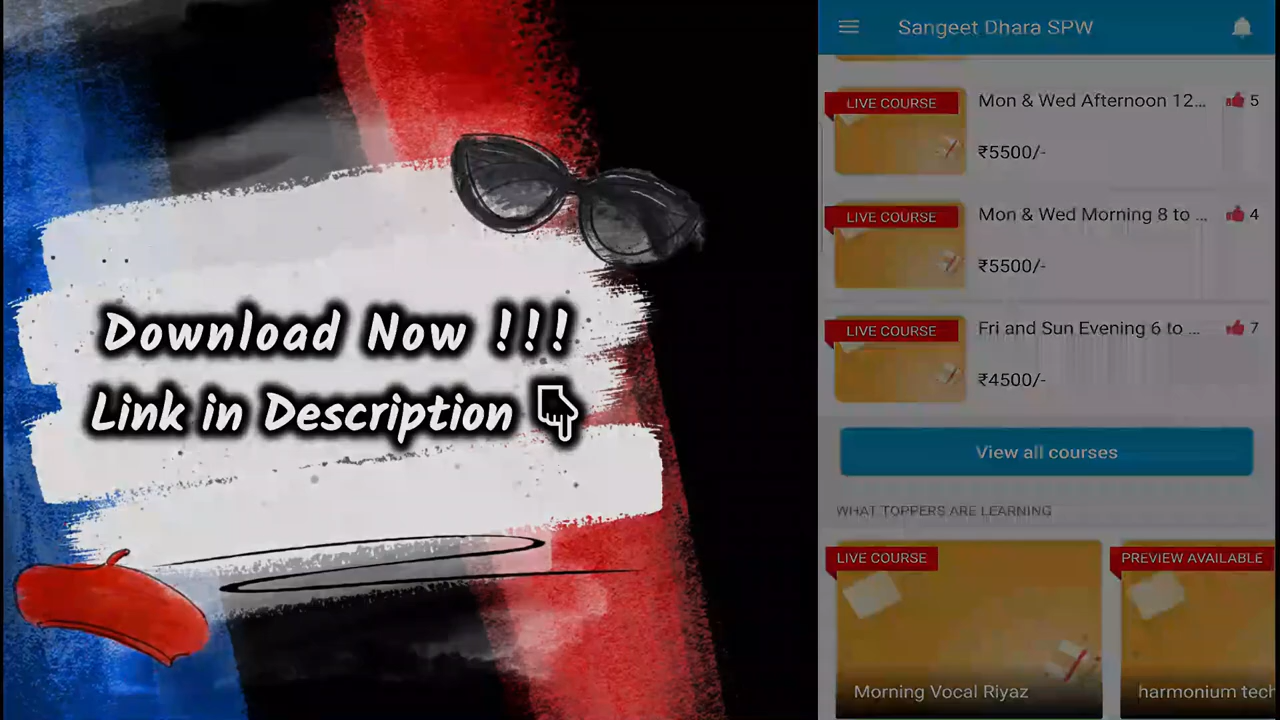 Download Now !!!
Link in Description 👇
Sangeet Dhara SPW
LIVE COURSE
Mon & Wed Afternoon 12...
5
₹5500/-
LIVE COURSE
Mon & Wed Morning 8 to ...
4
₹5500/-
LIVE COURSE
Fri and Sun Evening 6 to ...
7
₹4500/-
View all courses
WHAT TOPPERS ARE LEARNING
LIVE COURSE
Morning Vocal Riyaz
PREVIEW AVAILABLE
harmonium tech